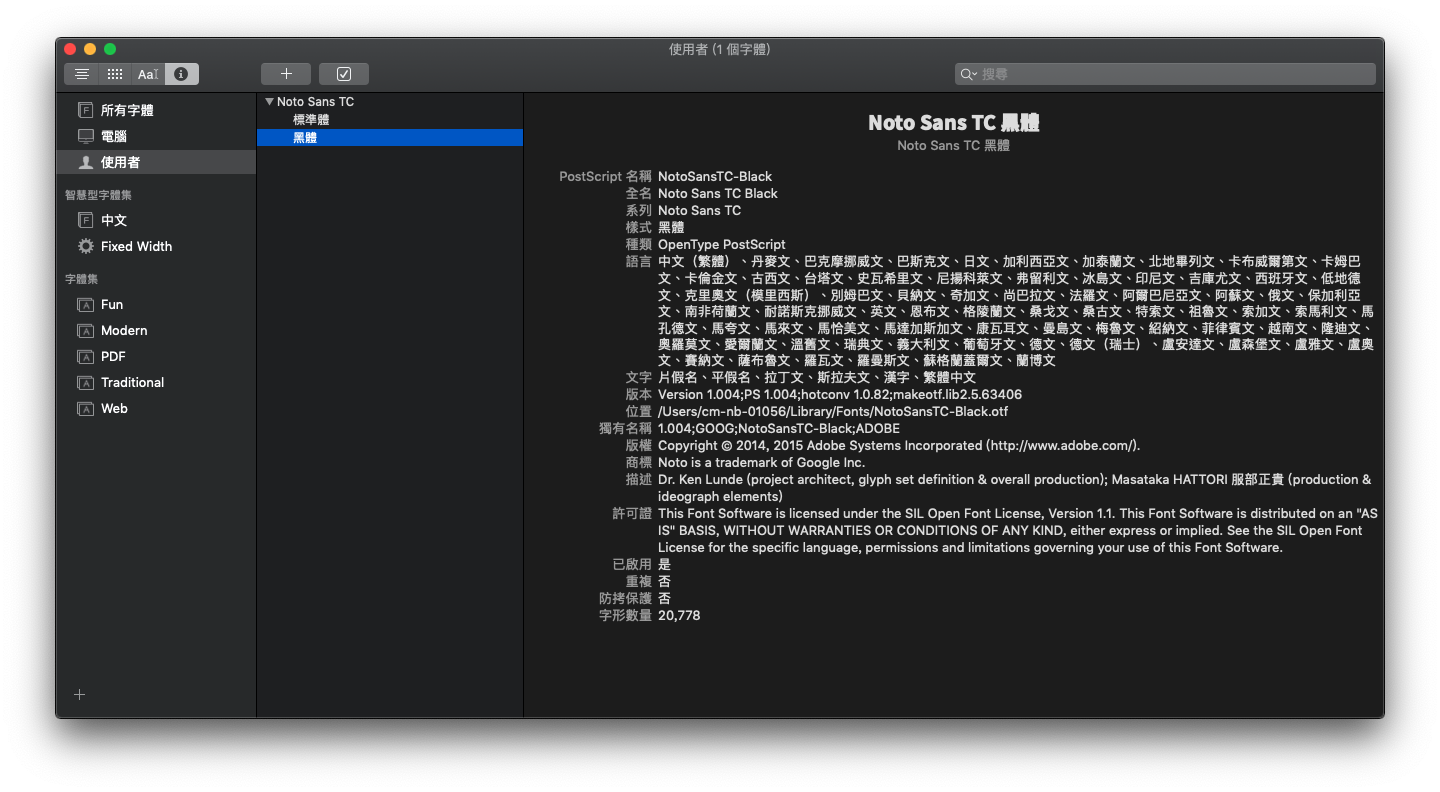 使用者 (1 個字體)
Aa
搜尋
所有字體
電腦
使用者
智慧型字體集
中文
Fixed Width
字體集
Fun
Modern
PDF
Traditional
Web
Noto Sans TC
標準體
黑體
Noto Sans TC 黑體
Noto Sans TC 黑體
PostScript 名稱 NotoSansTC-Black
全名 Noto Sans TC Black
系列 Noto Sans TC
樣式 黑體
種類 OpenType PostScript
語言 中文（繁體）、丹麥文、巴克摩挪威文、巴斯克文、日文、加利西亞文、加泰蘭文、北地畢列文、卡布威爾第文、卡姆巴
文、卡倫金文、古西文、台塔文、史瓦希里文、尼揚科萊文、弗留利文、冰島文、印尼文、吉庫尤文、西班牙文、低地德
文、克里奧文（模里西斯）、別姆巴文、貝納文、奇加文、尚巴拉文、法羅文、阿爾巴尼亞文、阿蘇文、俄文、保加利亞
文、南非荷蘭文、耐諾斯克挪威文、英文、恩布文、格陵蘭文、桑戈文、桑古文、特索文、祖魯文、索加文、索馬利文、馬
孔德文、馬夸文、馬來文、馬恰美文、馬達加斯加文、康瓦耳文、曼島文、梅魯文、紹納文、菲律賓文、越南文、隆迪文、
奧羅莫文、愛爾蘭文、溫舊文、瑞典文、義大利文、葡萄牙文、德文、德文（瑞士）、盧安達文、盧森堡文、盧雅文、盧奧
文、賽納文、薩布魯文、羅瓦文、羅曼斯文、蘇格蘭蓋爾文、蘭博文
文字 片假名、平假名、拉丁文、斯拉夫文、漢字、繁體中文
版本 Version 1.004;PS 1.004;hotconv 1.0.82;makeotf.lib2.5.63406
位置 /Users/cm-nb-01056/Library/Fonts/NotoSansTC-Black.otf
獨有名稱 1.004;GOOG;NotoSansTC-Black;ADOBE
版權 Copyright © 2014, 2015 Adobe Systems Incorporated (http://www.adobe.com/).
商標 Noto is a trademark of Google Inc.
描述 Dr. Ken Lunde (project architect, glyph set definition & overall production); Masataka HATTORI 服部正貴 (production &
ideograph elements)
許可證 This Font Software is licensed under the SIL Open Font License, Version 1.1. This Font Software is distributed on an "AS
IS" BASIS, WITHOUT WARRANTIES OR CONDITIONS OF ANY KIND, either express or implied. See the SIL Open Font
License for the specific language, permissions and limitations governing your use of this Font Software.
已啟用 是
重複 否
防拷保護 否
字形數量 20,778